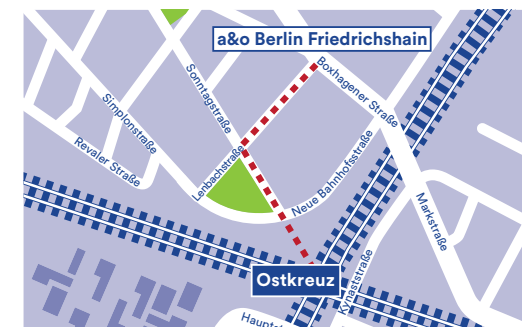 a&o Berlin Friedrichshain
Sonntagstraße
Boxhagener Straße
Simplonstraße
Revaler Straße
Lenbachstraße
Neue Bahnhofsstraße
Markstraße
Ostkreuz
Kynaststraße